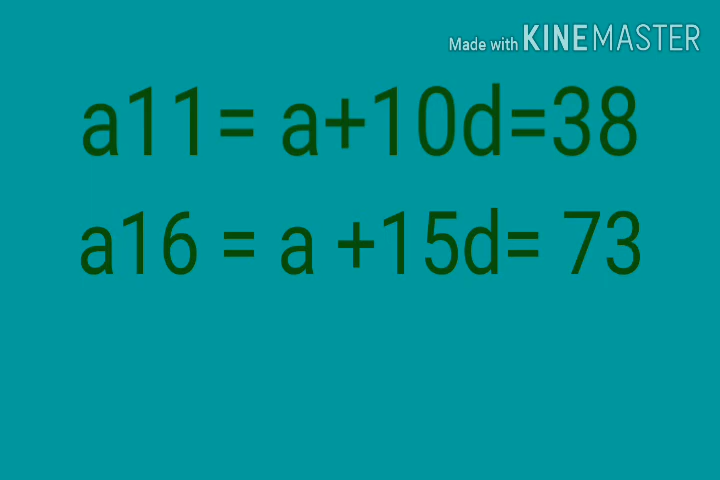 Made with KINEMASTER
a11= a+10d=38
a16 = a +15d= 73